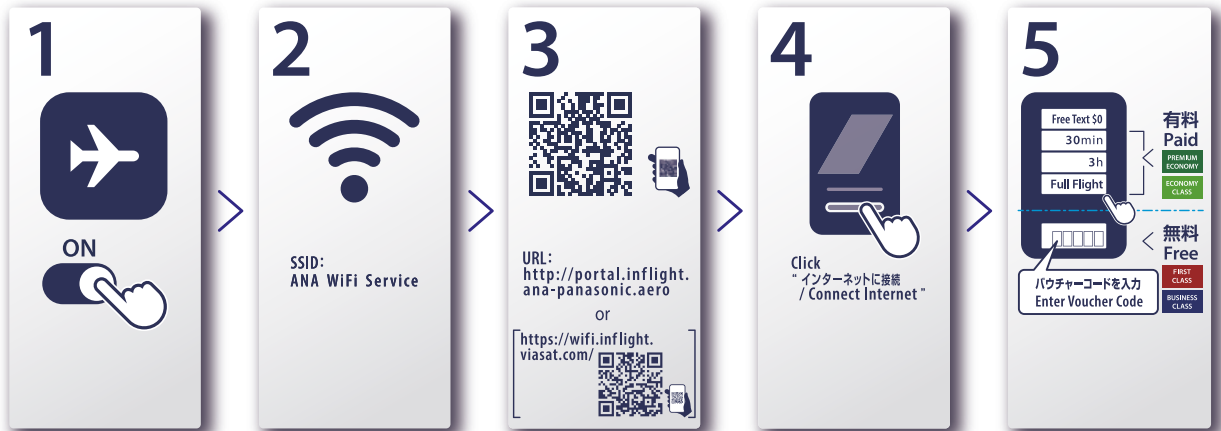 1
ON
2
SSID:
ANA WiFi Service
3
URL:
http://portal.inflight.
ana-panasonic.aero
or
https://wifi.inflight.
viasat.com/
4
Click
"インターネットに接続
/ Connect Internet"
5
Free Text $0
30min
3h
Full Flight
有料
Paid
PREMIUM
ECONOMY
ECONOMY
CLASS
無料
Free
FIRST
CLASS
BUSINESS
CLASS
バウチャーコードを入力
Enter Voucher Code